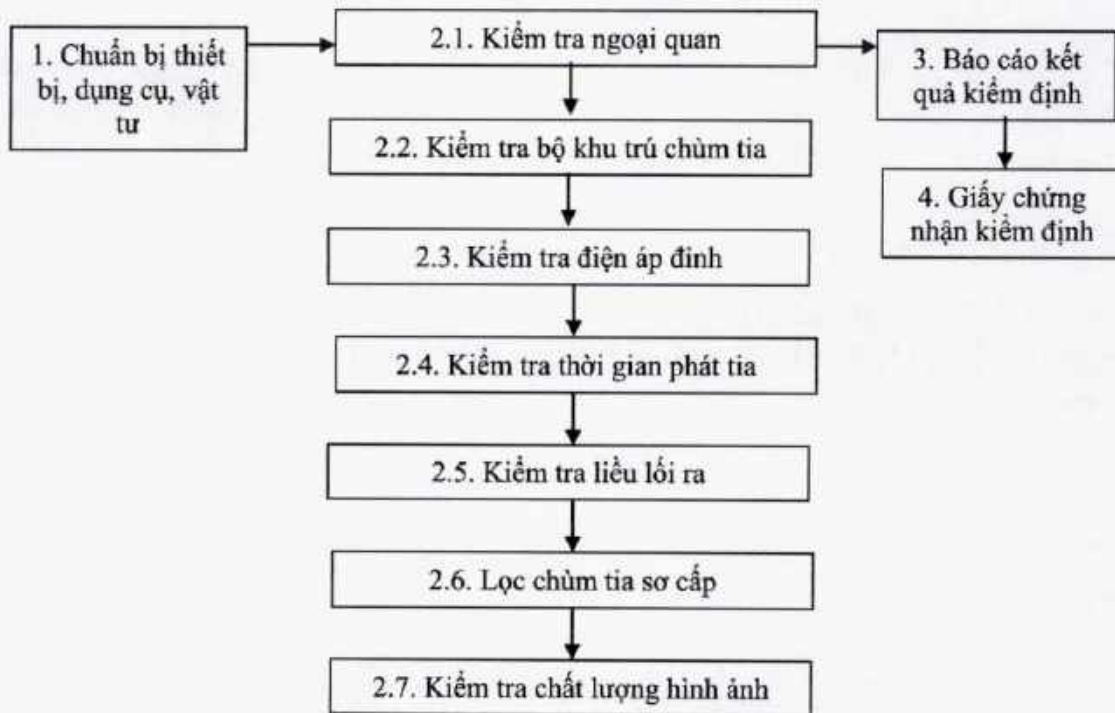 1. Chuẩn bị thiết
bị, dụng cụ, vật
tư
2.1. Kiểm tra ngoại quan
2.2. Kiểm tra bộ khu trú chùm tia
2.3. Kiểm tra điện áp đỉnh
2.4. Kiểm tra thời gian phát tia
2.5. Kiểm tra liều lối ra
2.6. Lọc chùm tia sơ cấp
2.7. Kiểm tra chất lượng hình ảnh
3. Báo cáo kết
quả kiểm định
4. Giấy chứng
nhận kiểm định